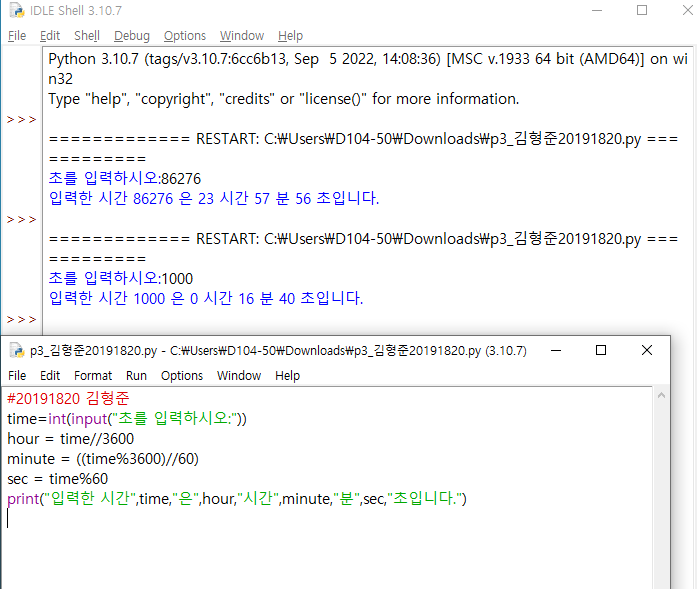 IDLE Shell 3.10.7
File Edit Shell Debug Options Window Help
Python 3.10.7 (tags/v3.10.7:6cc6b13, Sep  5 2022, 14:08:36) [MSC v.1933 64 bit (AMD64)] on wi
n32
Type "help", "copyright", "credits" or "license()" for more information.
>>>
============= RESTART: C:₩Users₩D104-50₩Downloads₩p3_김형준20191820.py ===
=========
초를 입력하시오:86276
입력한 시간 86276 은 23 시간 57 분 56 초입니다.
>>>
============= RESTART: C:₩Users₩D104-50₩Downloads₩p3_김형준20191820.py ===
=========
초를 입력하시오:1000
입력한 시간 1000 은 0 시간 16 분 40 초입니다.
>>>
p3_김형준20191820.py - C:₩Users₩D104-50₩Downloads₩p3_김형준20191820.py (3.10.7)
File Edit Format Run Options Window Help
#20191820 김형준
time=int(input("초를 입력하시오:"))
hour = time//3600
minute = ((time%3600)//60)
sec = time%60
print("입력한 시간",time,"은",hour,"시간",minute,"분",sec,"초입니다.")